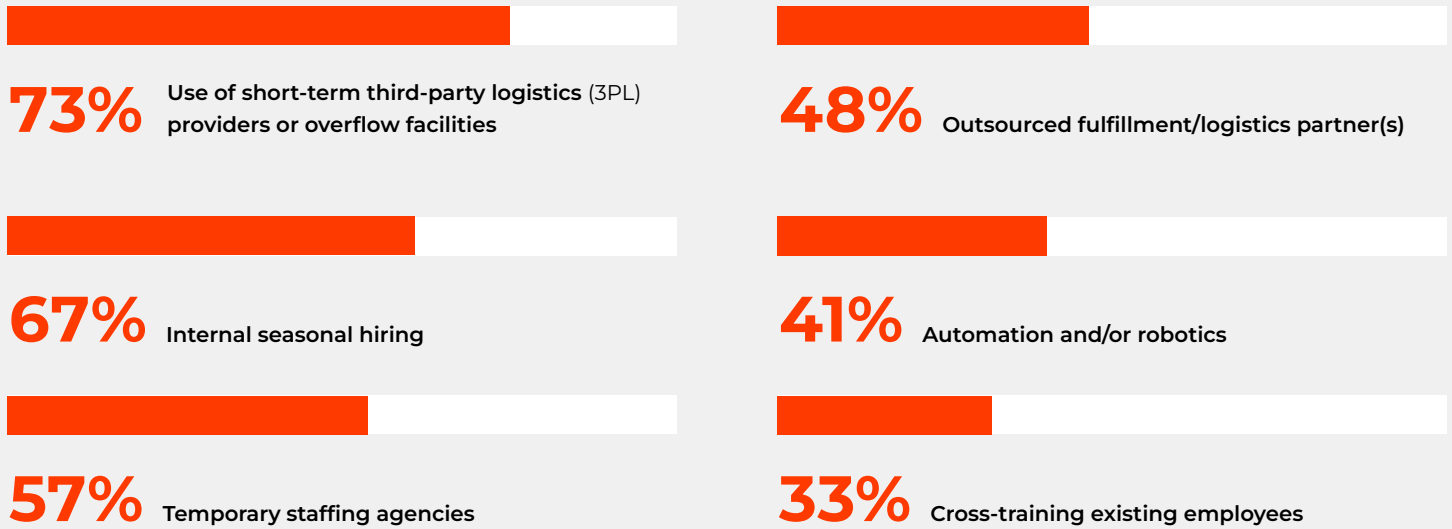 73% Use of short-term third-party logistics (3PL)
providers or overflow facilities
48% Outsourced fulfillment/logistics partner(s)
67% Internal seasonal hiring
41% Automation and/or robotics
57% Temporary staffing agencies
33% Cross-training existing employees